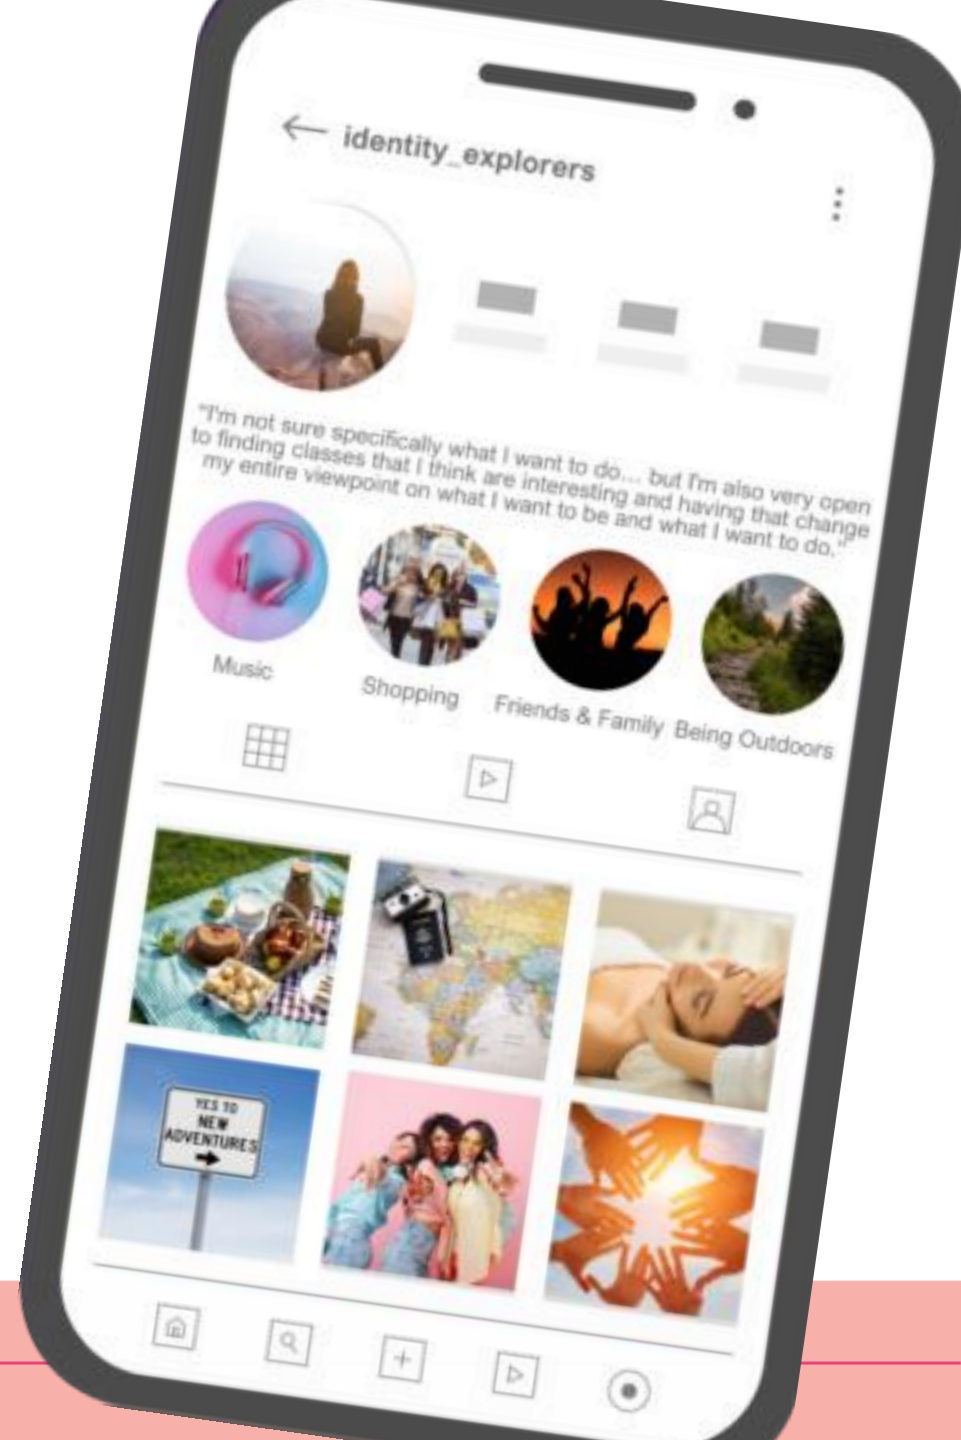 identity_explorers
"I'm not sure specifically what I want to do... but I'm also very open
to finding classes that I think are interesting and having that change
my entire viewpoint on what I want to be and what I want to do."
Music
Shopping
Friends & Family
Being Outdoors
YES TO
NEW
ADVENTURES